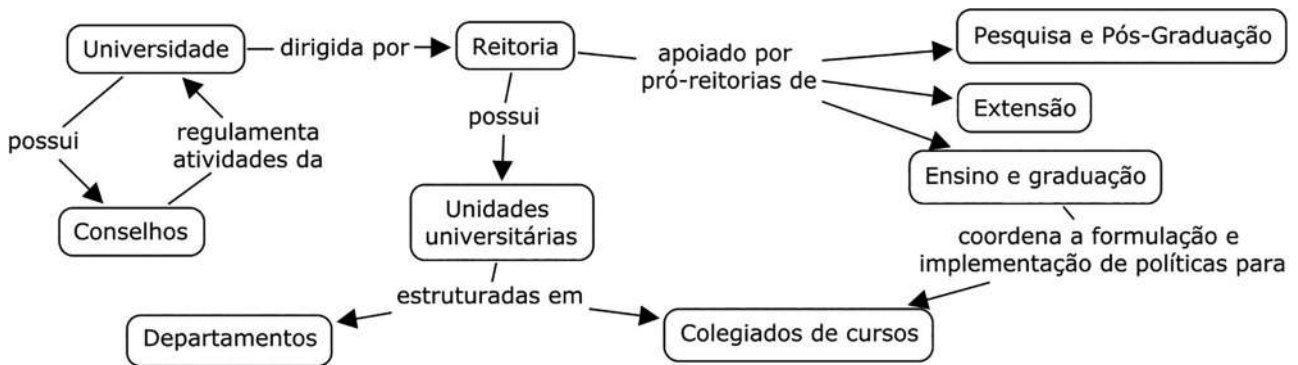 Universidade
dirigida por
Reitoria
apoiado por
pró-reitorias de
Pesquisa e Pós-Graduação
Extensão
Ensino e graduação
possui
regulamenta
atividades da
possui
Conselhos
Unidades
universitárias
coordena a formulação e
implementação de políticas para
estruturadas em
Departamentos
Colegiados de cursos